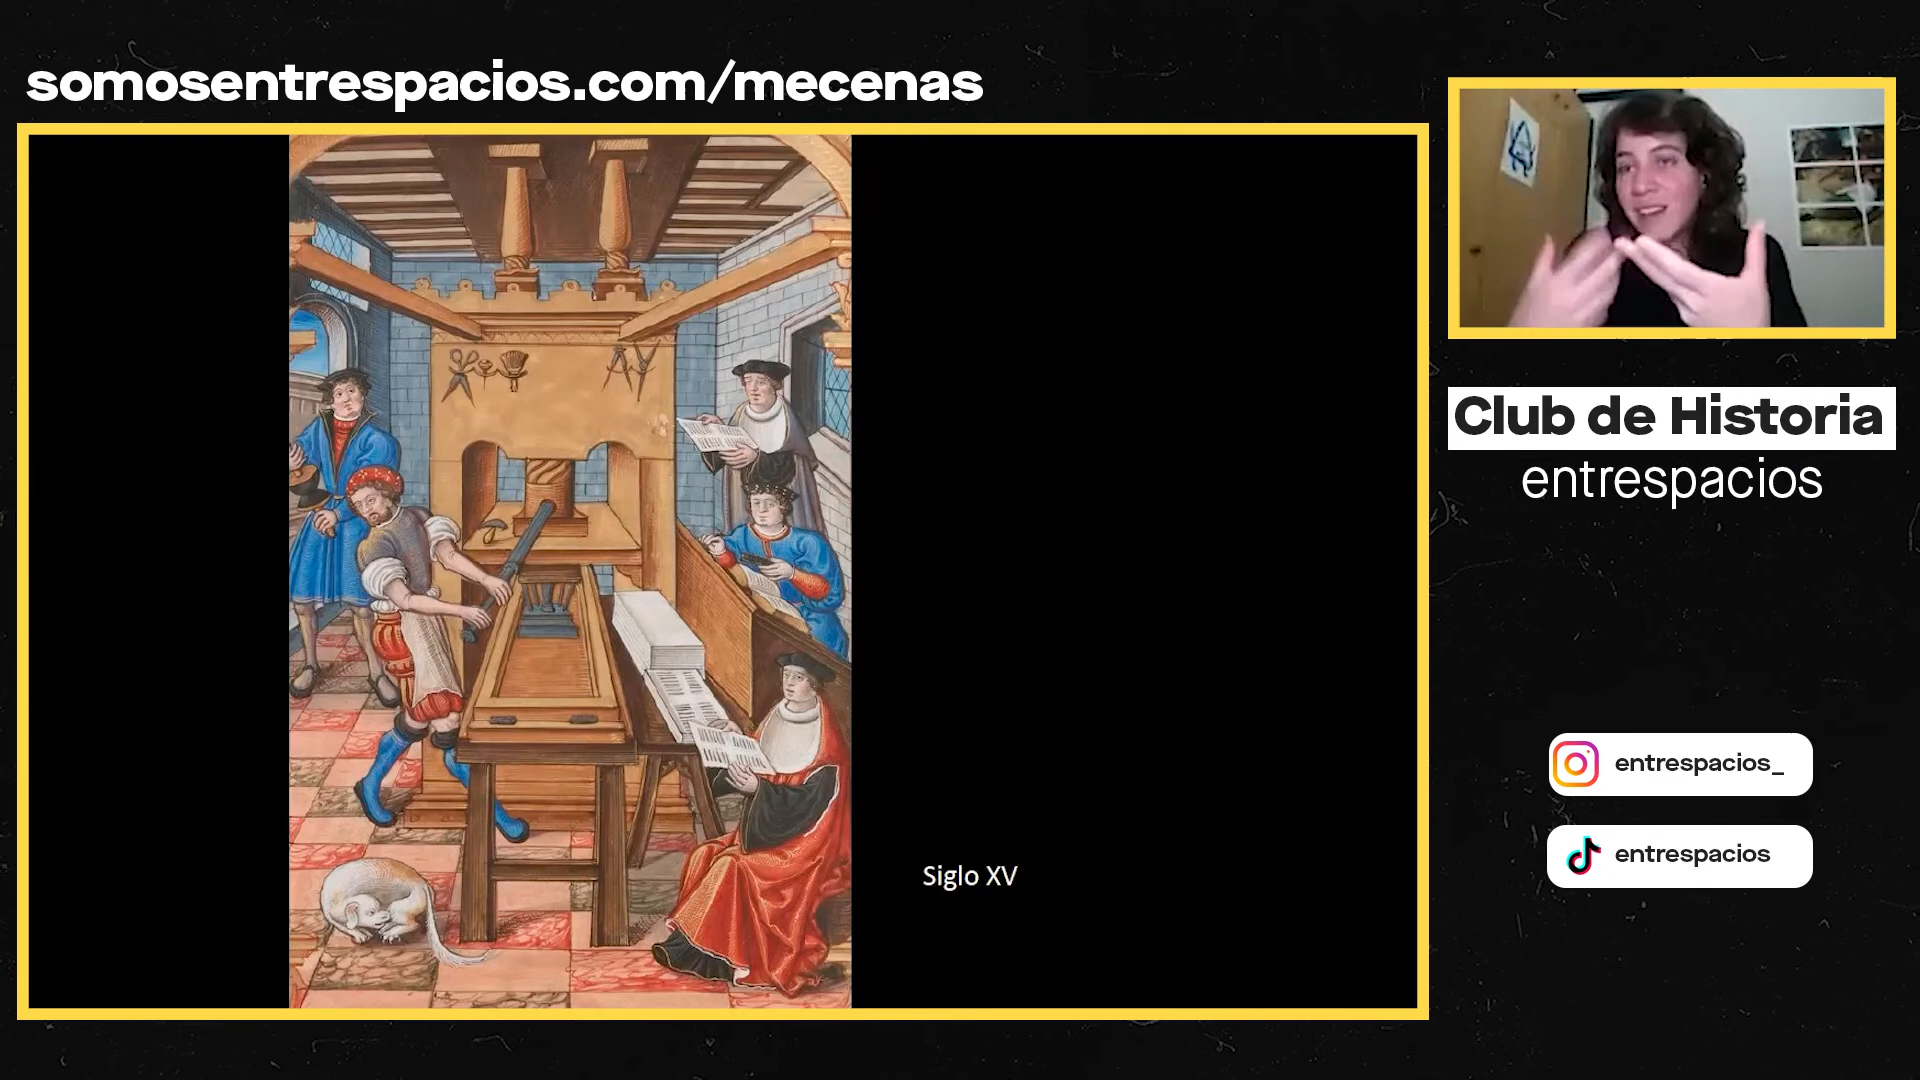 somosentrespacios.com/mecenas
Siglo XV
Club de Historia
entrespacios
entrespacios_
entrespacios